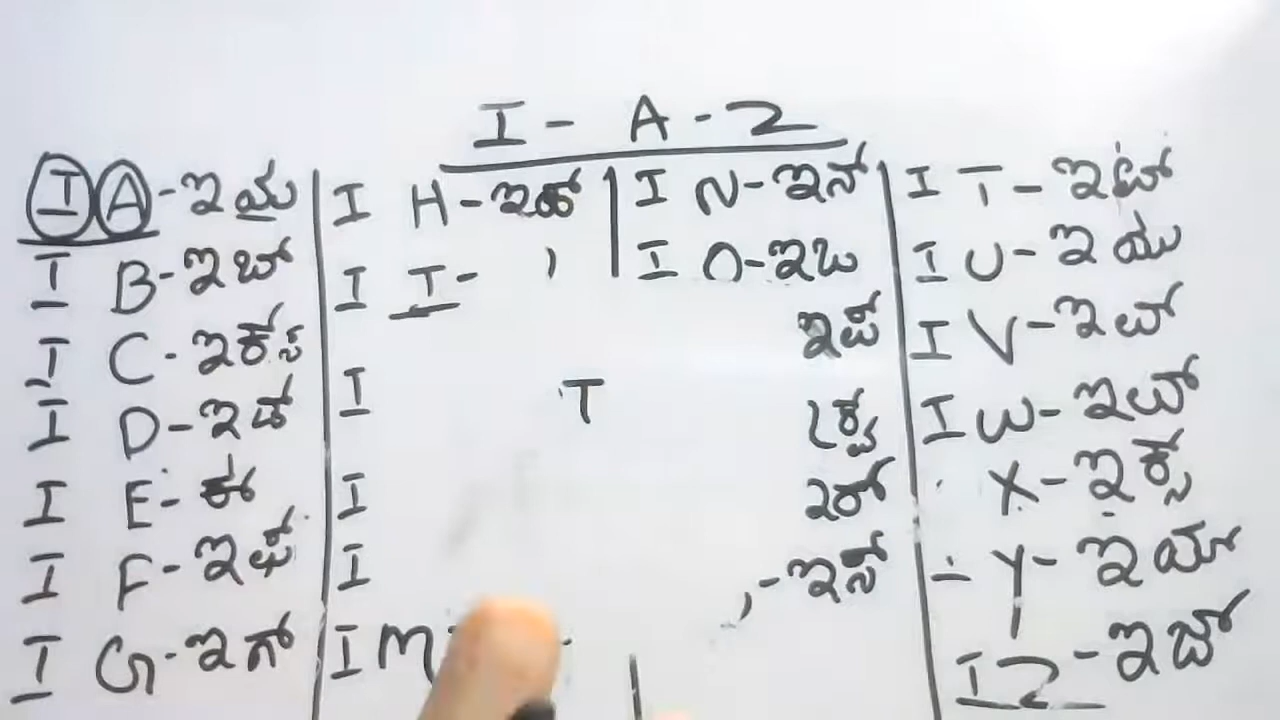 I - A - Z
I A - ಇಯ
I B - ಇಬ್
I C - ಇಕ್ಸ್
I D - ಇಡ್
I E -
I F - ಇಫ್
I G - ಇಗ್
I H - ಇಹ್
I I -
I
I
I
I M
I N - ಇನ್
I O - ಇಒ
ಇಪ್
ಇರ್
- ಇಸ್
I T - ಇಟ್
I U - ಇಯು
I V - ಇವ್
I W - ಇವ್
X - ಇಕ್ಸ್
Y - ಇಯ್
I Z - ಇಜ್